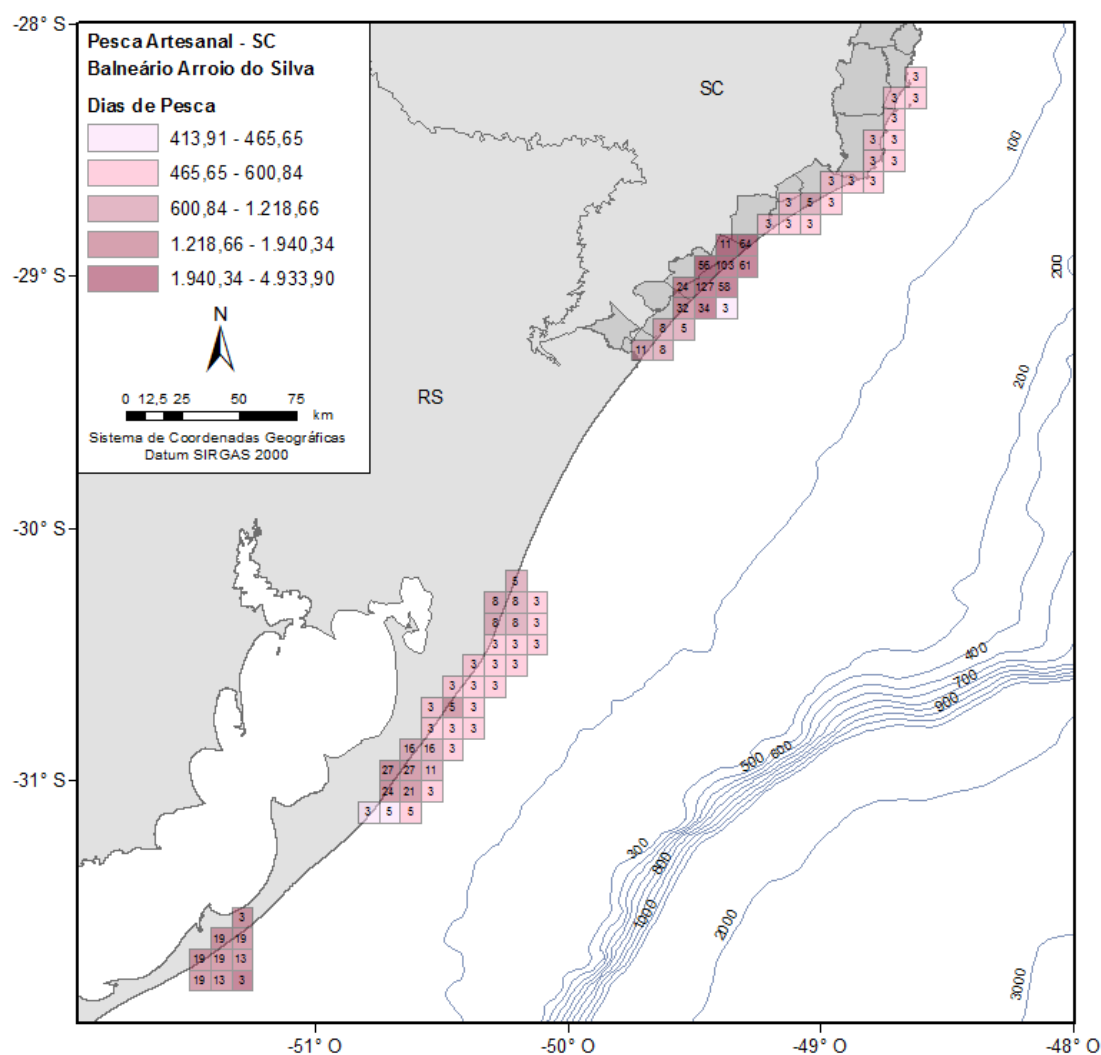 -28° S
Pesca Artesanal - SC
Balneário Arroio do Silva
Dias de Pesca
413,91 - 465,65
465,65 - 600,84
600,84 - 1.218,66
1.218,66 - 1.940,34
1.940,34 - 4.933,90
N
0 12,5 25 50 75
km
Sistema de Coordenadas Geográficas
Datum SIRGAS 2000
SC
RS
100
200
200
3
3 3
3
3 3
3 3
3 3 3
3 5 3
3 3 3
11 64
56 103 61
24 127 58
32 34 3
8 5
11 8
-29° S
-30° S
5
8 8 3
8 8 3
3 3 3
3 3 3
3 3 3
3 5 3
3 3 3
16 16 3
27 27 11
24 21 3
3 5 5
-31° S
3
19 19
19 19 13
19 13 3
400
700
900
500
600
300
800
1000
2000
3000
-51° O
-50° O
-49° O
-48° O